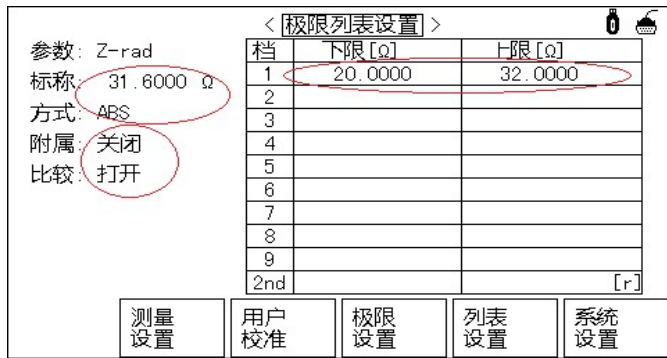 <极限列表设置>
参数: Z-rad
标称: 31.6000 Ω
方式: ABS
附属: 关闭
比较: 打开
档 下限[Ω] 上限[Ω]
1 20.0000 32.0000
2
3
4
5
6
7
8
9
2nd [r]
测量设置 用户校准 极限设置 列表设置 系统设置